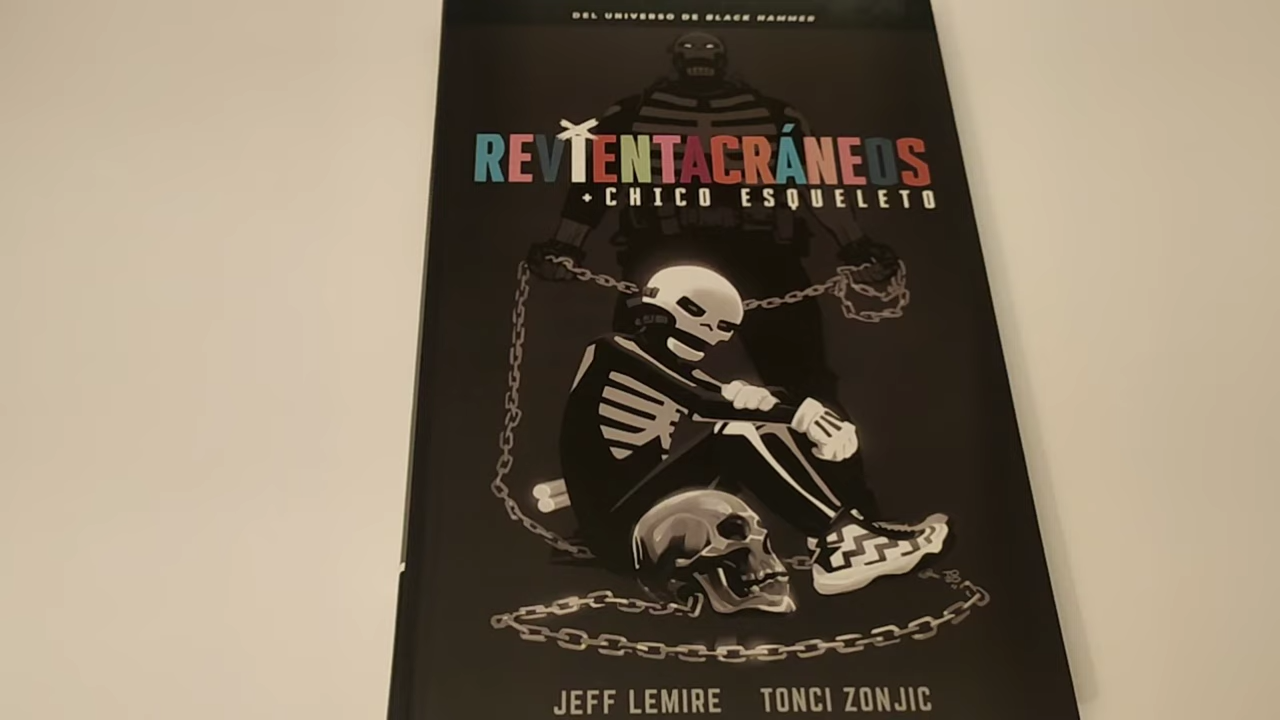 DEL UNIVERSO DE BLACK HAMMER
REVIENTACRÁNEOS
+CHICO ESQUELETO
JEFF LEMIRE TONCI ZONJIC